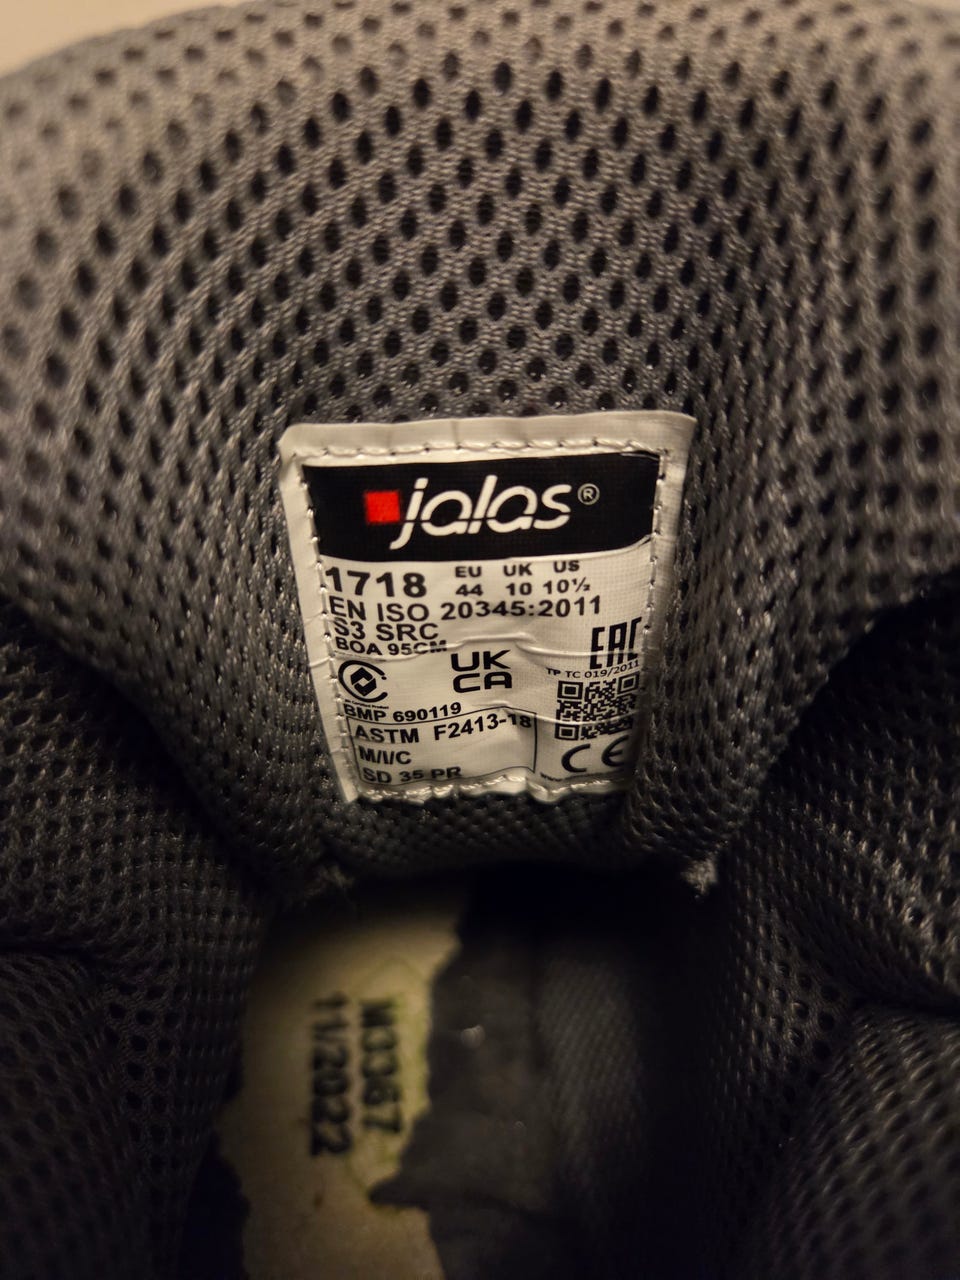 jalas®
1718 EU UK US
44 10 10½
EN ISO 20345:2011
S3 SRC
BOA 95CM
EAC
UK
CA
TP TC 019/2011
BMP 690119
ASTM F2413-18
M/I/C
SD 35 PR
CE
M3367
11/2022